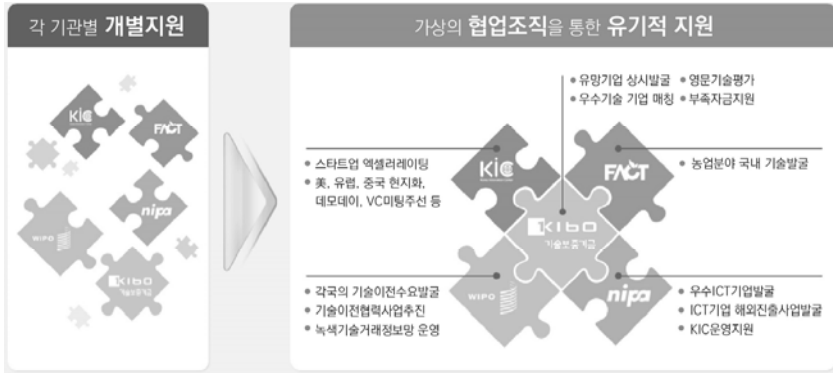 각 기관별 개별지원
KIC
FACT
nipa
WIPO
KIBO
기술보증기금
가상의 협업조직을 통한 유기적 지원
• 유망기업 상시발굴 • 영문기술평가
• 우수기술 기업 매칭 • 부족자금지원
• 스타트업 엑셀러레이팅
• 美, 유럽, 중국 현지화,
데모데이, VC미팅주선 등
KIC
FACT
• 농업분야 국내 기술발굴
KIBO
기술보증기금
• 각국의 기술이전수요발굴
• 기술이전협력사업추진
• 녹색기술거래정보망 운영
WIPO
nipa
• 우수ICT기업발굴
• ICT기업 해외진출사업발굴
• KIC운영지원